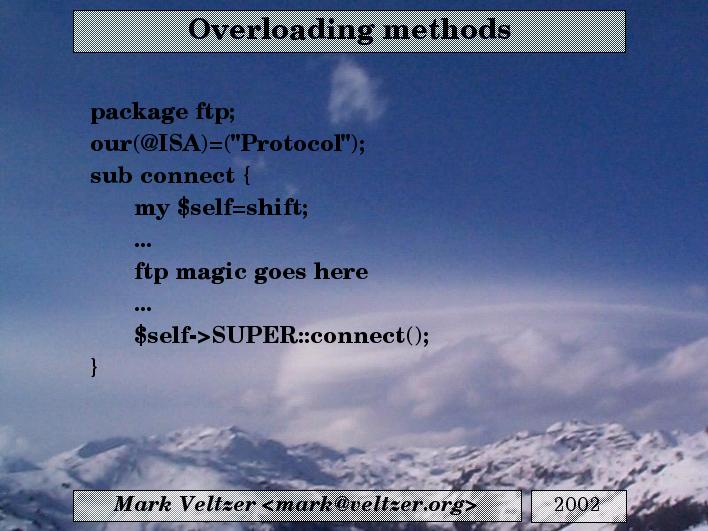 Overloading methods
package ftp;
our(@ISA)=("Protocol");
sub connect {
my $self=shift;
...
ftp magic goes here
...
$self->SUPER::connect();
}
Mark Veltzer <mark@veltzer.org>
2002